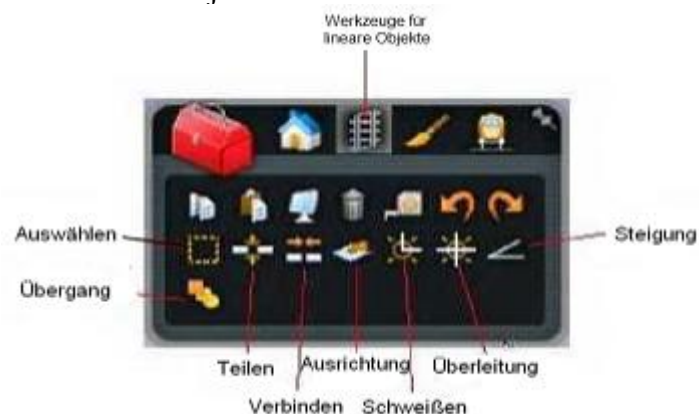 Werkzeuge für
lineare Objekte
Auswählen
Steigung
Übergang
Teilen
Ausrichtung
Überleitung
Verbinden
Schweißen